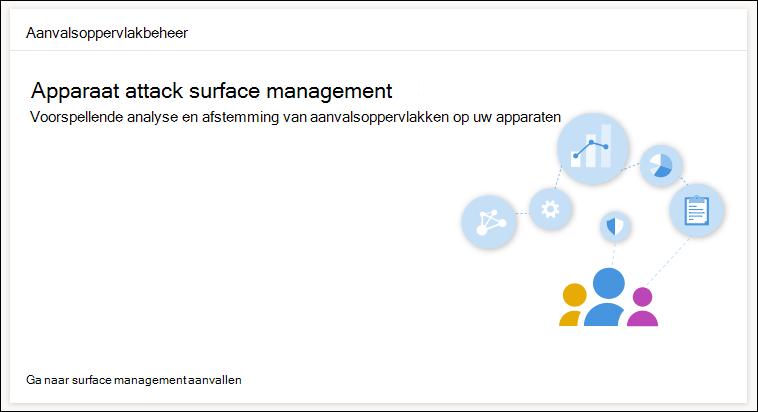 Aanvalsoppervlakbeheer
Apparaat attack surface management
Voorspellende analyse en afstemming van aanvalsoppervlakken op uw apparaten
Ga naar surface management aanvallen